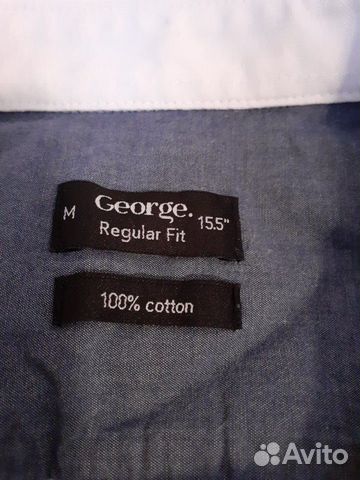 M George. 15.5"
Regular Fit
100% cotton
Avito